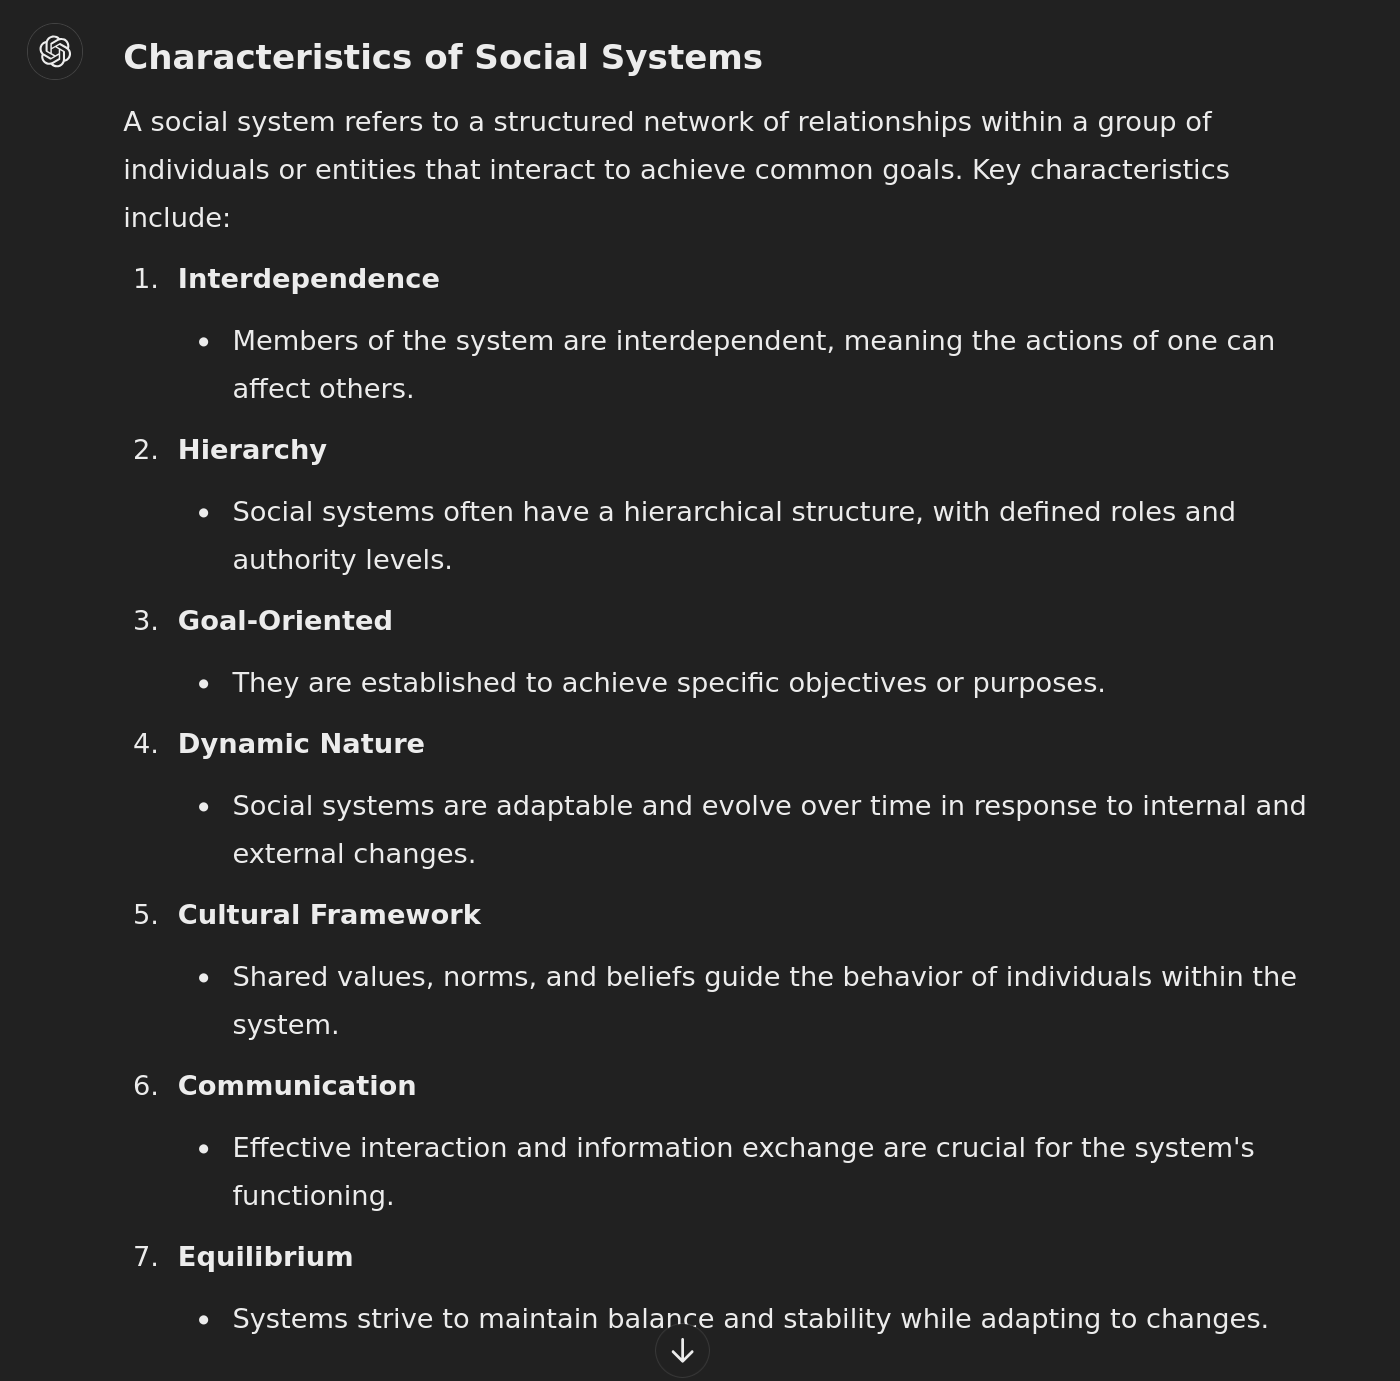 Characteristics of Social Systems
A social system refers to a structured network of relationships within a group of
individuals or entities that interact to achieve common goals. Key characteristics
include:
1. Interdependence
• Members of the system are interdependent, meaning the actions of one can
affect others.
2. Hierarchy
• Social systems often have a hierarchical structure, with defined roles and
authority levels.
3. Goal-Oriented
• They are established to achieve specific objectives or purposes.
4. Dynamic Nature
• Social systems are adaptable and evolve over time in response to internal and
external changes.
5. Cultural Framework
• Shared values, norms, and beliefs guide the behavior of individuals within the
system.
6. Communication
• Effective interaction and information exchange are crucial for the system's
functioning.
7. Equilibrium
• Systems strive to maintain balance and stability while adapting to changes.